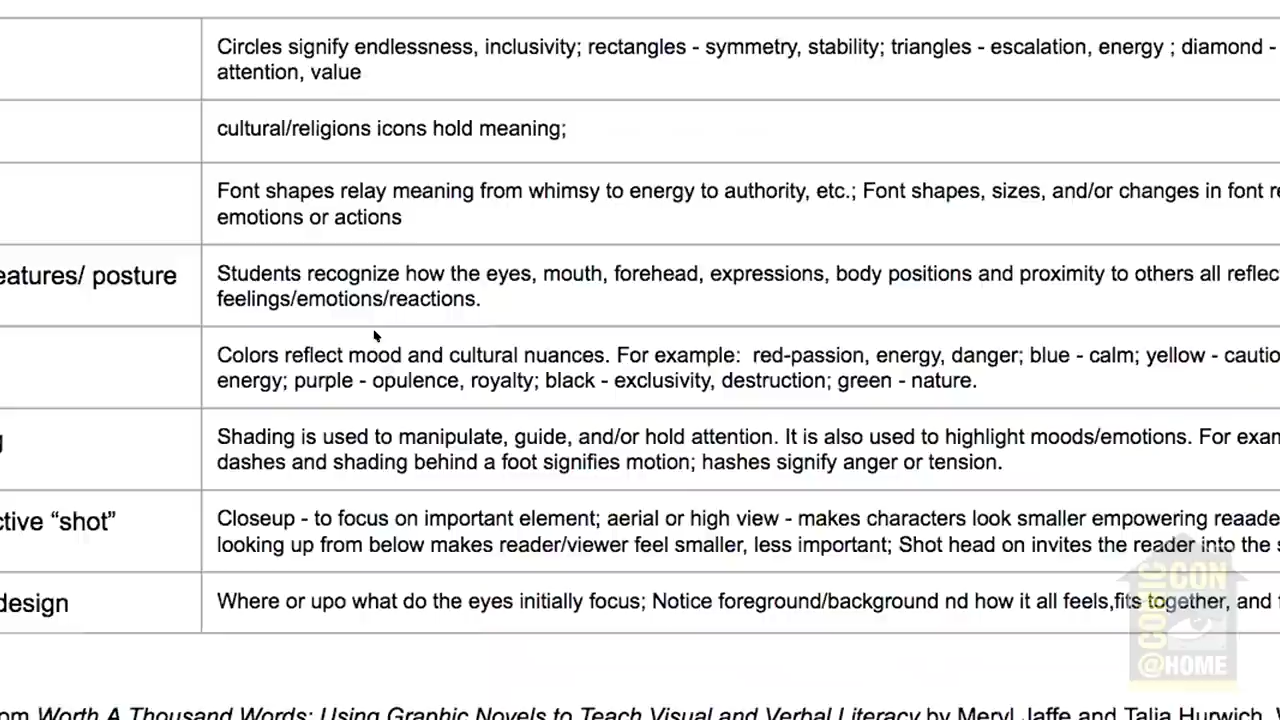 Circles signify endlessness, inclusivity; rectangles - symmetry, stability; triangles - escalation, energy ; diamond -
attention, value
cultural/religions icons hold meaning;
Font shapes relay meaning from whimsy to energy to authority, etc.; Font shapes, sizes, and/or changes in font
emotions or actions
eatures/ posture
Students recognize how the eyes, mouth, forehead, expressions, body positions and proximity to others all reflec
feelings/emotions/reactions.
Colors reflect mood and cultural nuances. For example: red-passion, energy, danger; blue - calm; yellow - cautio
energy; purple - opulence, royalty; black - exclusivity, destruction; green - nature.
Shading is used to manipulate, guide, and/or hold attention. It is also used to highlight moods/emotions. For exam
dashes and shading behind a foot signifies motion; hashes signify anger or tension.
ctive “shot”
Closeup - to focus on important element; aerial or high view - makes characters look smaller empowering reaade
looking up from below makes reader/viewer feel smaller, less important; Shot head on invites the reader into the s
design
Where or upo what do the eyes initially focus; Notice foreground/background nd how it all feels,fits together, and
COMIC
CON
@HOME
om Worth A Thousand Words: Using Graphic Novels to Teach Visual and Verbal Literacy by Meryl Jaffe and Talia Hurwich,